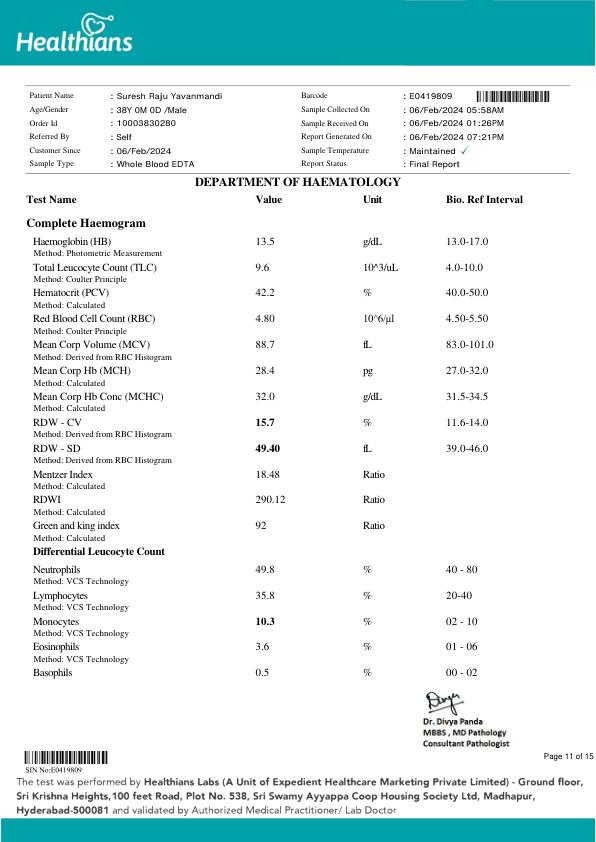 Healthians
Patient Name : Suresh Raju Yavanmandi Barcode : E0419809
Age/Gender : 38Y 0M 0D /Male Sample Collected On : 06/Feb/2024 05:58AM
Order Id : 10003830280 Sample Received On : 06/Feb/2024 01:26PM
Referred By : Self Report Generated On : 06/Feb/2024 07:21PM
Customer Since : 06/Feb/2024 Sample Temperature : Maintained ✓
Sample Type : Whole Blood EDTA Report Status : Final Report
DEPARTMENT OF HAEMATOLOGY
Test Name Value Unit Bio. Ref Interval
Complete Haemogram
Haemoglobin (HB) 13.5 g/dL 13.0-17.0
Method: Photometric Measurement
Total Leucocyte Count (TLC) 9.6 10^3/uL 4.0-10.0
Method: Coulter Principle
Hematocrit (PCV) 42.2 % 40.0-50.0
Method: Calculated
Red Blood Cell Count (RBC) 4.80 10^6/µl 4.50-5.50
Method: Coulter Principle
Mean Corp Volume (MCV) 88.7 fL 83.0-101.0
Method: Derived from RBC Histogram
Mean Corp Hb (MCH) 28.4 pg 27.0-32.0
Method: Calculated
Mean Corp Hb Conc (MCHC) 32.0 g/dL 31.5-34.5
Method: Calculated
RDW - CV 15.7 % 11.6-14.0
Method: Derived from RBC Histogram
RDW - SD 49.40 fL 39.0-46.0
Method: Derived from RBC Histogram
Mentzer Index 18.48 Ratio
Method: Calculated
RDWI 290.12 Ratio
Method: Calculated
Green and king index 92 Ratio
Method: Calculated
Differential Leucocyte Count
Neutrophils 49.8 % 40 - 80
Method: VCS Technology
Lymphocytes 35.8 % 20-40
Method: VCS Technology
Monocytes 10.3 % 02 - 10
Method: VCS Technology
Eosinophils 3.6 % 01 - 06
Method: VCS Technology
Basophils 0.5 % 00 - 02
Divya
Dr. Divya Panda
MBBS , MD Pathology
Consultant Pathologist
Page 11 of 15
SIN No:E0419809
The test was performed by Healthians Labs (A Unit of Expedient Healthcare Marketing Private Limited) - Ground floor,
Sri Krishna Heights,100 feet Road, Plot No. 538, Sri Swamy Ayyappa Coop Housing Society Ltd, Madhapur,
Hyderabad-500081 and validated by Authorized Medical Practitioner/ Lab Doctor